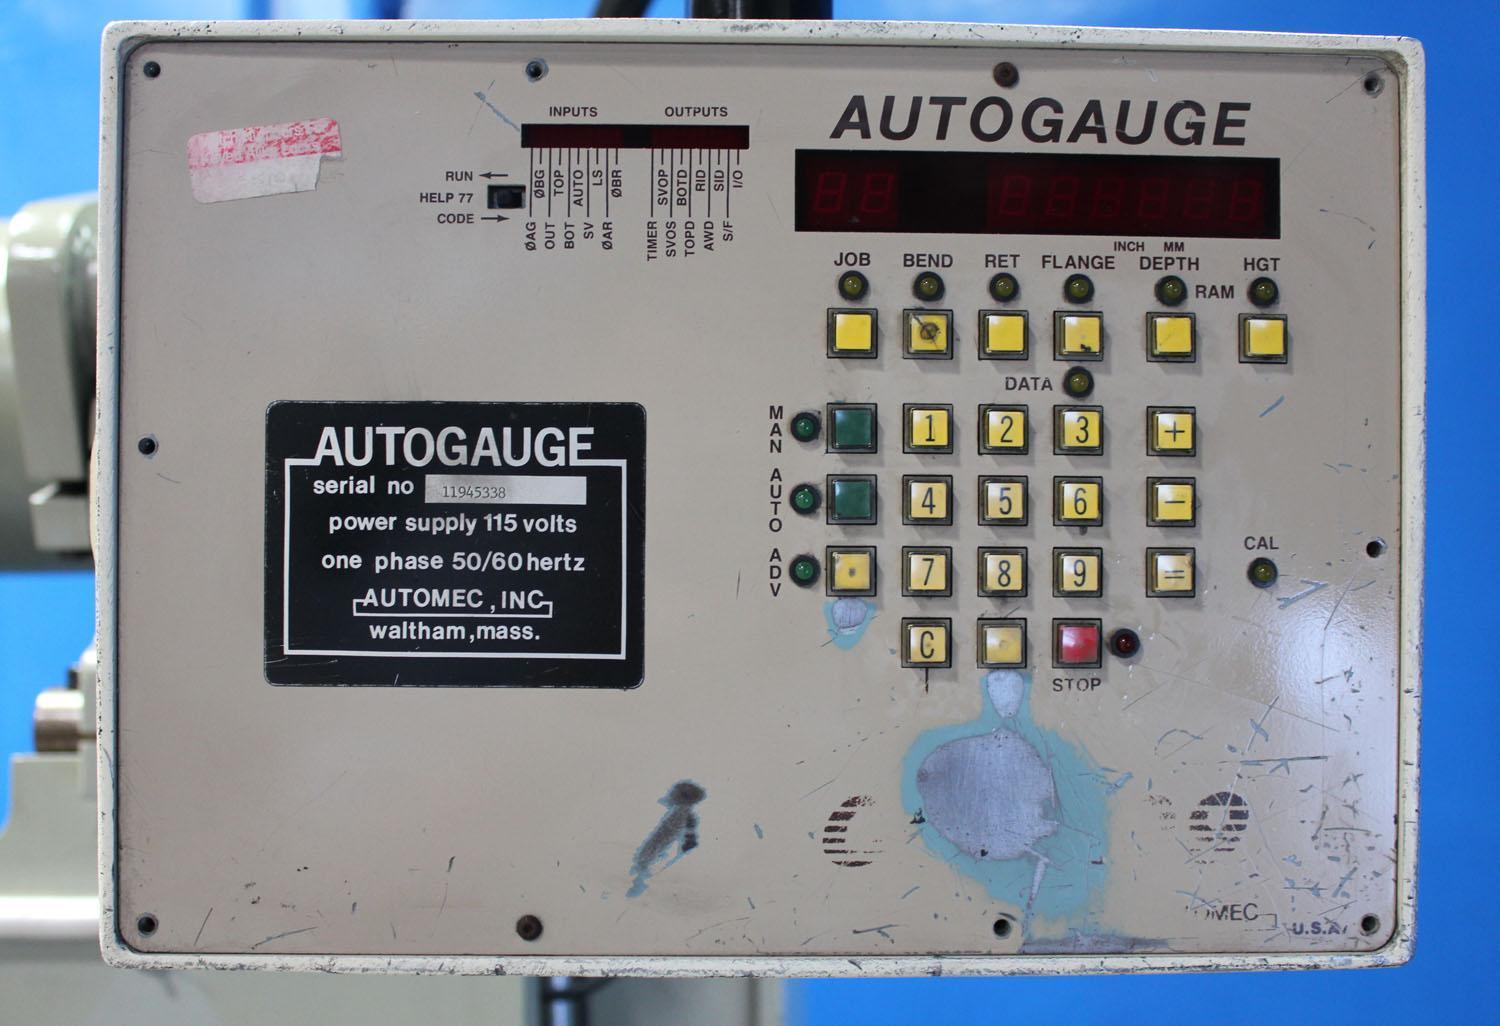 INPUTS OUTPUTS
RUN ←
HELP 77
CODE →
ØAG
ØBG
OUT
TOP
BOT
AUTO
SV
LS
ØAR
ØBR
TIMER
SVOP
SVOS
BOTD
TOPD
RID
AWD
SID
S/F
I/O
AUTOGAUGE
INCH MM
JOB BEND RET FLANGE DEPTH HGT
RAM
DATA
MAN
1 2 3 +
AUTO
4 5 6 -
ADV
7 8 9 =
CAL
C
STOP
AUTOGAUGE
serial no 11945338
power supply 115 volts
one phase 50/60 hertz
AUTOMEC, INC
waltham, mass.
U.S.A.